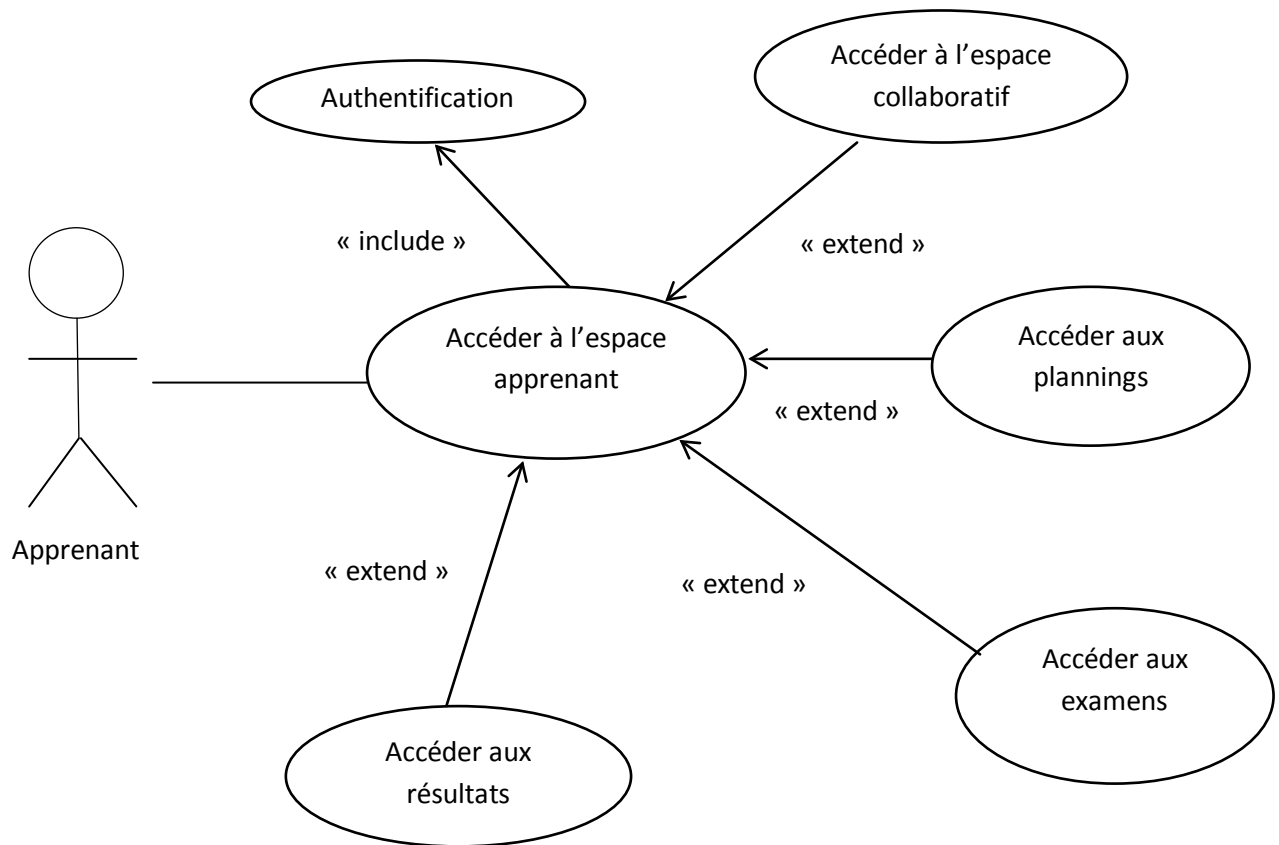 Accéder à l’espace
collaboratif
Authentification
« include »
« extend »
Accéder à l’espace
apprenant
Accéder aux
plannings
« extend »
Apprenant
« extend »
« extend »
Accéder aux
examens
Accéder aux
résultats